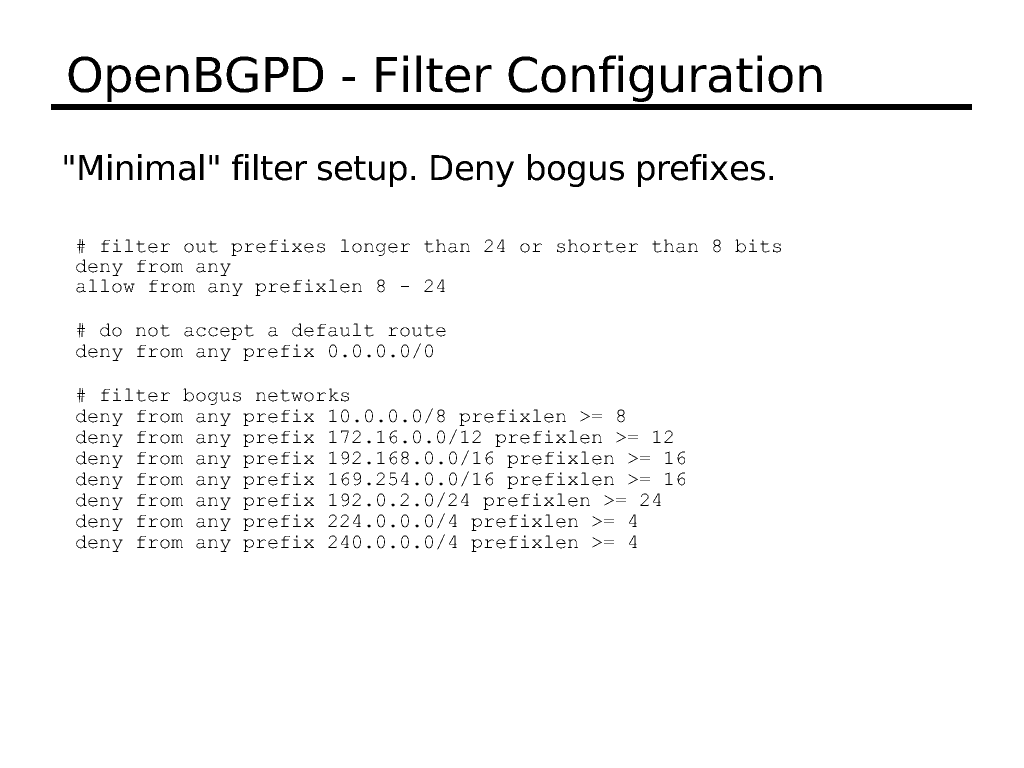 OpenBGPD - Filter Configuration
"Minimal" filter setup. Deny bogus prefixes.
# filter out prefixes longer than 24 or shorter than 8 bits
deny from any
allow from any prefixlen 8 - 24
# do not accept a default route
deny from any prefix 0.0.0.0/0
# filter bogus networks
deny from any prefix 10.0.0.0/8 prefixlen >= 8
deny from any prefix 172.16.0.0/12 prefixlen >= 12
deny from any prefix 192.168.0.0/16 prefixlen >= 16
deny from any prefix 169.254.0.0/16 prefixlen >= 16
deny from any prefix 192.0.2.0/24 prefixlen >= 24
deny from any prefix 224.0.0.0/4 prefixlen >= 4
deny from any prefix 240.0.0.0/4 prefixlen >= 4